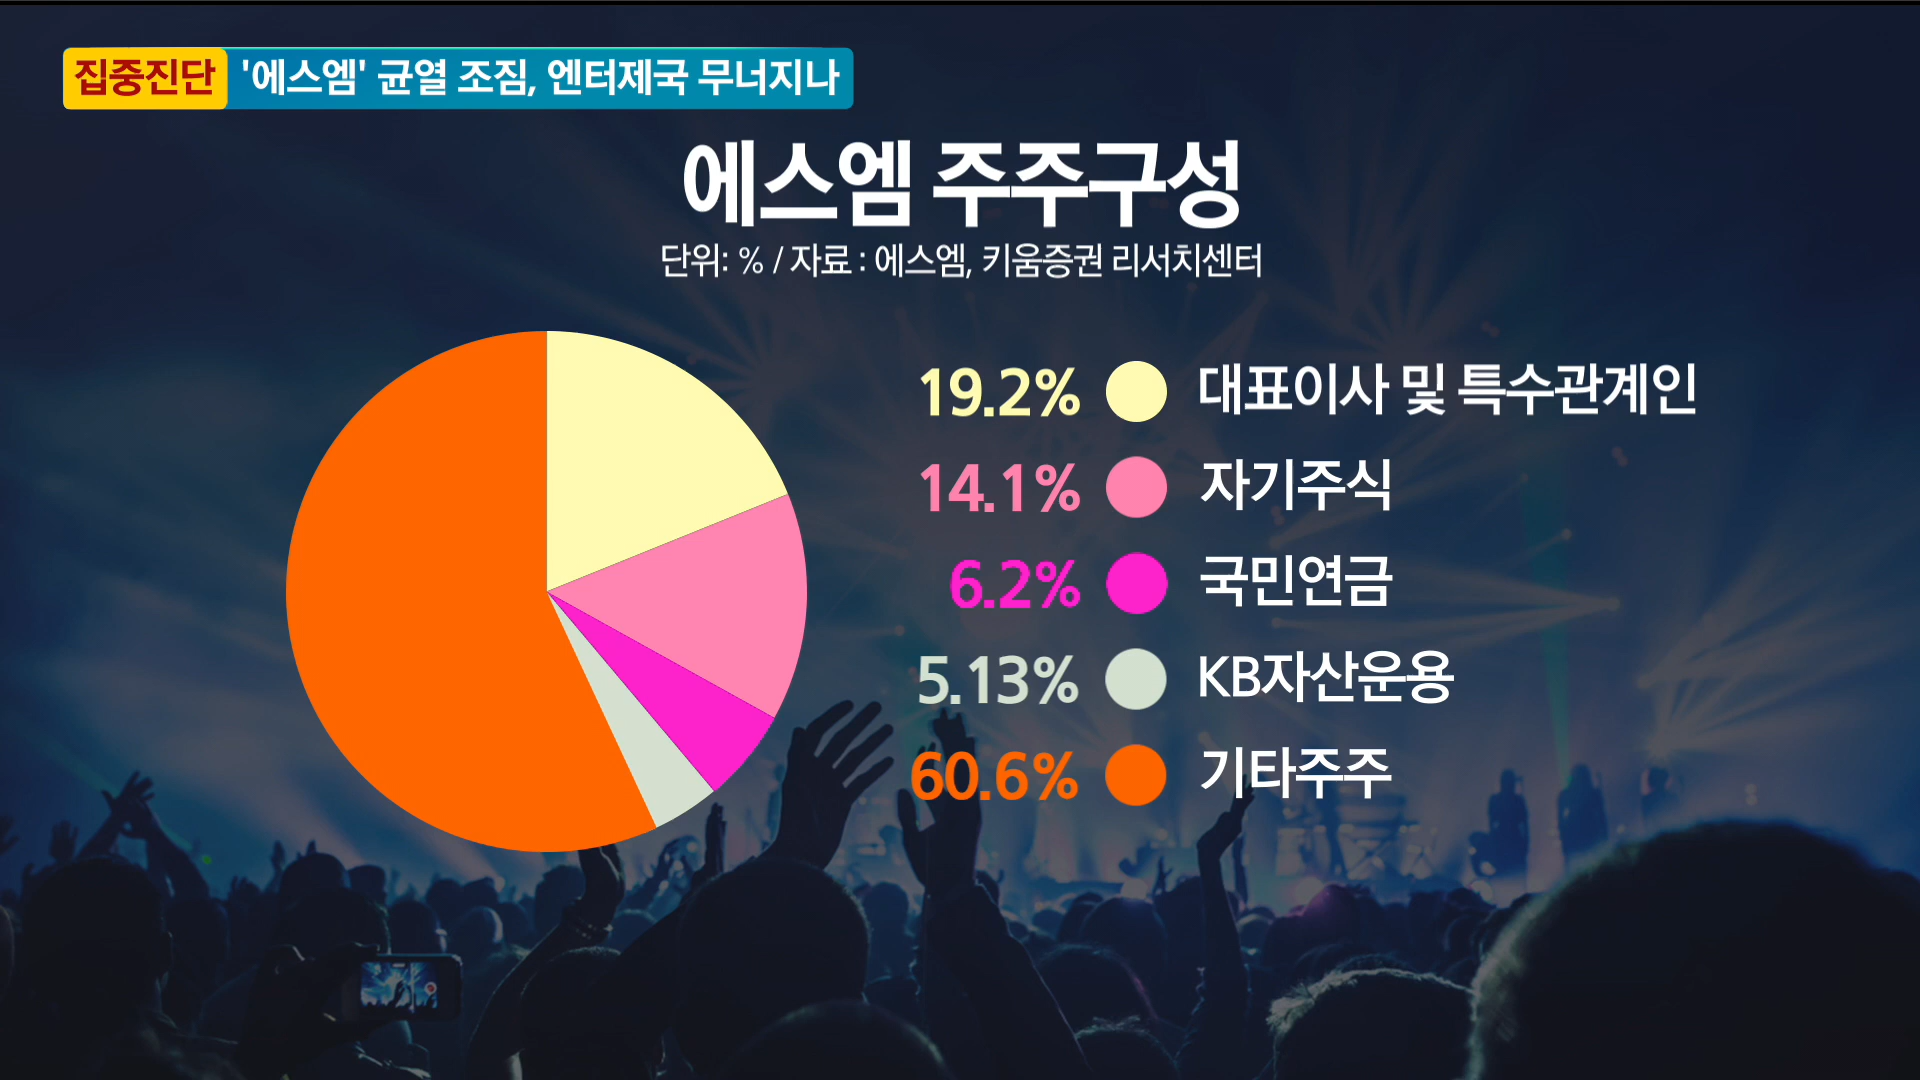 집중진단 '에스엠' 균열 조짐, 엔터제국 무너지나
에스엠 주주구성
단위: % / 자료 : 에스엠, 키움증권 리서치센터
19.2% 대표이사 및 특수관계인
14.1% 자기주식
6.2% 국민연금
5.13% KB자산운용
60.6% 기타주주